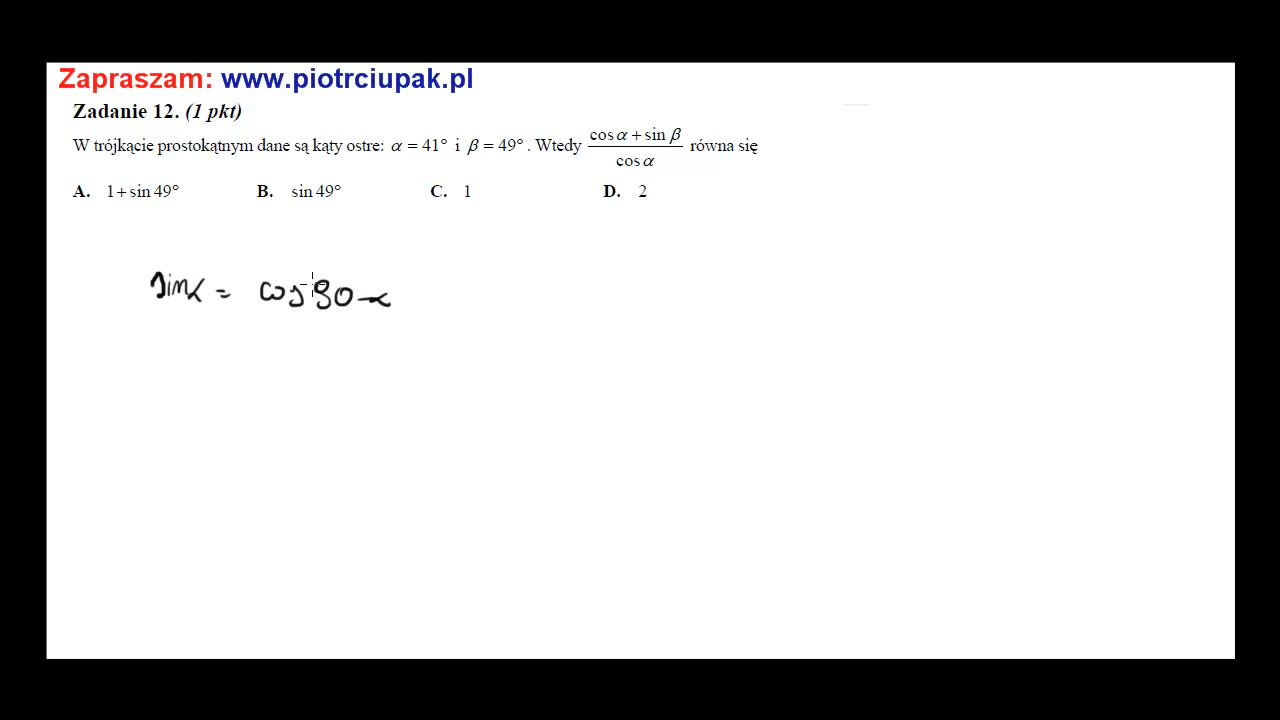 Zapraszam: www.piotrciupak.pl
Zadanie 12. (1 pkt)
W trójkącie prostokątnym dane są kąty ostre: α = 41° i β = 49°. Wtedy (cos α + sin β)/(cos α) równa się
A. 1 + sin 49° B. sin 49° C. 1 D. 2
sinα = cos 90 - α